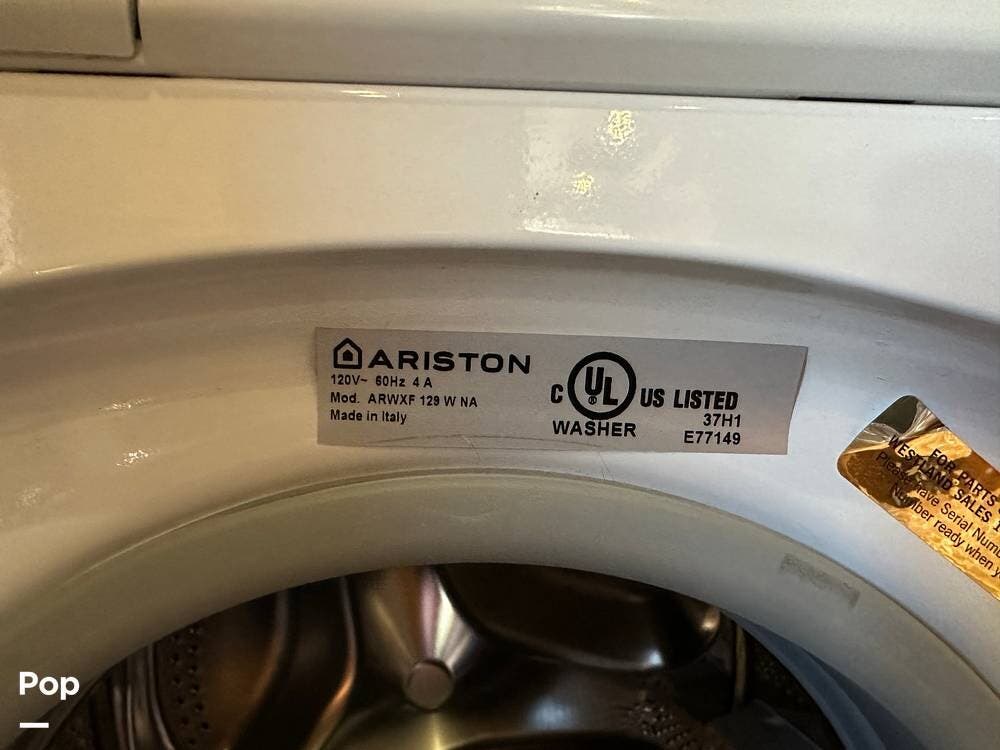 ARISTON
120V~ 60Hz 4 A
Mod. ARWXF 129 W NA
Made in Italy
C UL ® US LISTED
WASHER
37H1
E77149
FOR PARTS
WESTLAND SALES
Please have Serial
Number ready when
Pop